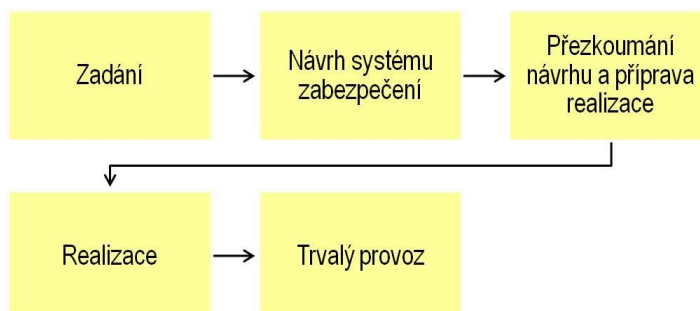 Zadání
Návrh systému
zabezpečení
Přezkoumání
návrhu a příprava
realizace
Realizace
Trvalý provoz